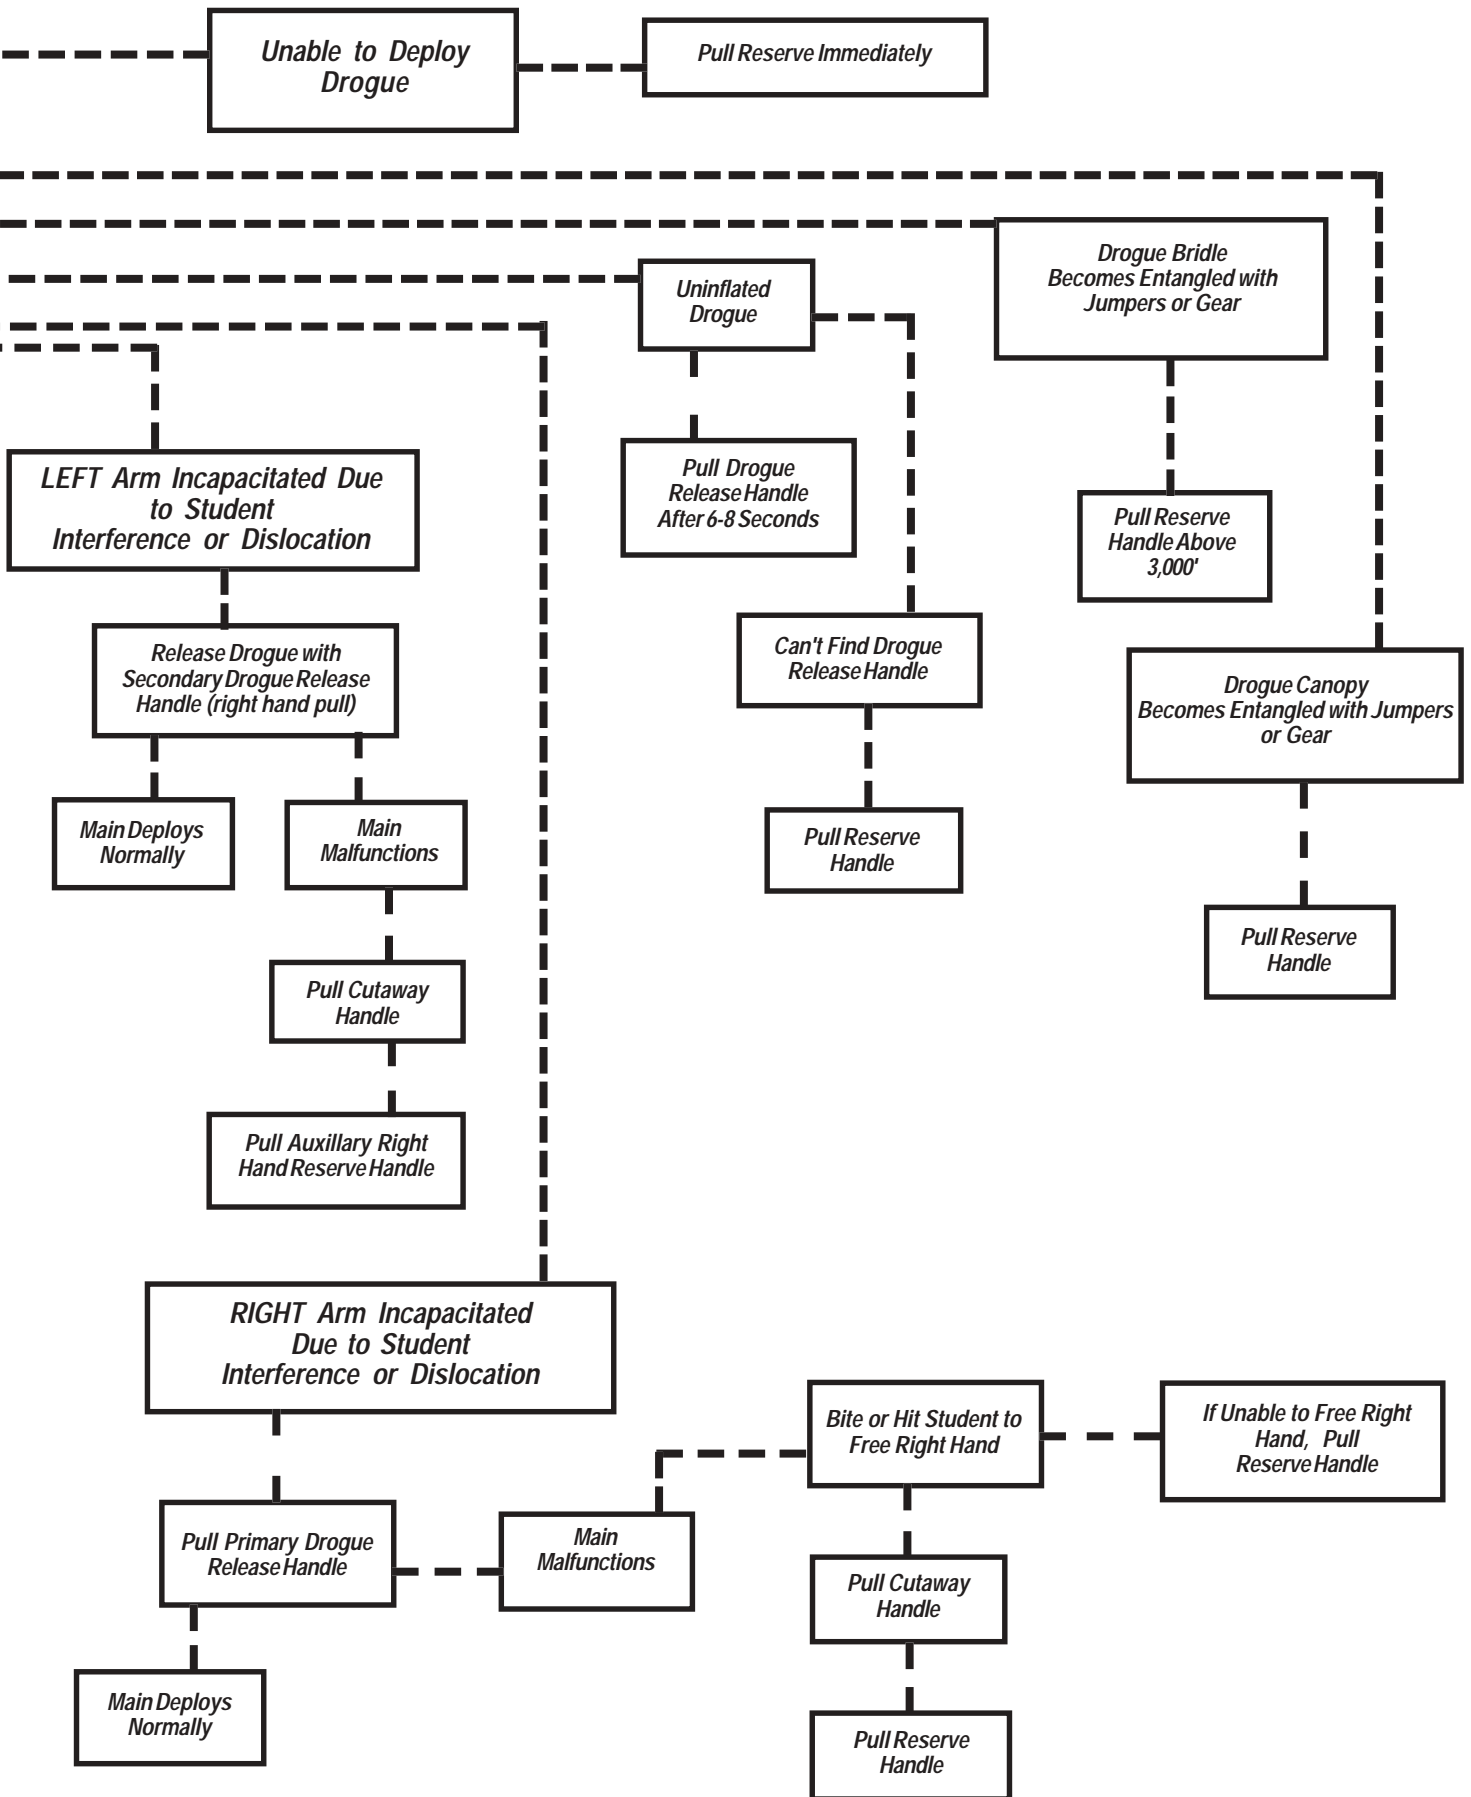 Unable to Deploy
Drogue
Pull Reserve Immediately
Drogue Bridle
Becomes Entangled with
Jumpers or Gear
Uninflated
Drogue
LEFT Arm Incapacitated Due
to Student
Interference or Dislocation
Pull Drogue
Release Handle
After 6-8 Seconds
Pull Reserve
Handle Above
3,000'
Release Drogue with
Secondary Drogue Release
Handle (right hand pull)
Can't Find Drogue
Release Handle
Drogue Canopy
Becomes Entangled with Jumpers
or Gear
Main Deploys
Normally
Main
Malfunctions
Pull Reserve
Handle
Pull Reserve
Handle
Pull Cutaway
Handle
Pull Auxillary Right
Hand Reserve Handle
RIGHT Arm Incapacitated
Due to Student
Interference or Dislocation
Bite or Hit Student to
Free Right Hand
If Unable to Free Right
Hand, Pull
Reserve Handle
Pull Primary Drogue
Release Handle
Main
Malfunctions
Pull Cutaway
Handle
Main Deploys
Normally
Pull Reserve
Handle